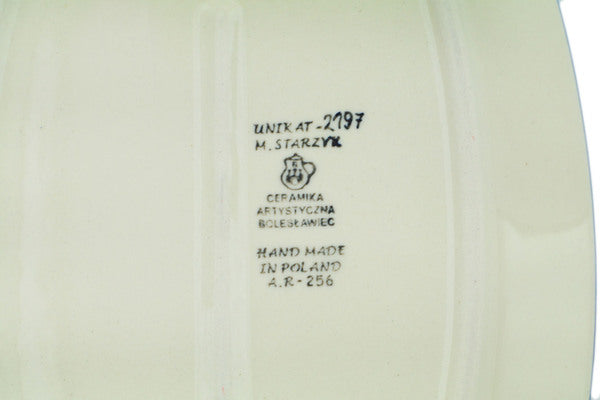 UNIKAT-2197
M. STARZYK
CERAMIKA
ARTYSTYCZNA
BOLESŁAWIEC
HAND MADE
IN POLAND
A.R-256